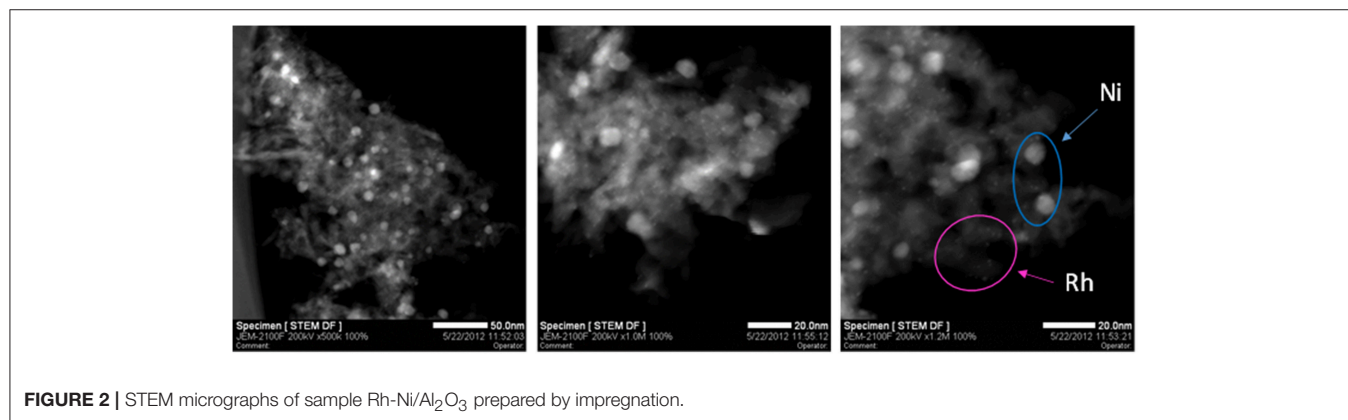 Ni
Rh
Specimen [ STEM DF ] 50.0nm
JEM-2100F 200kV x500k 100% 5/22/2012 11:52:03
Comment: Operator:
Specimen [ STEM DF ] 20.0nm
JEM-2100F 200kV x1.0M 100% 5/22/2012 11:55:12
Comment: Operator:
Specimen [ STEM DF ] 20.0nm
JEM-2100F 200kV x1.2M 100% 5/22/2012 11:53:21
Comment: Operator:
FIGURE 2 | STEM micrographs of sample Rh-Ni/Al₂O₃ prepared by impregnation.